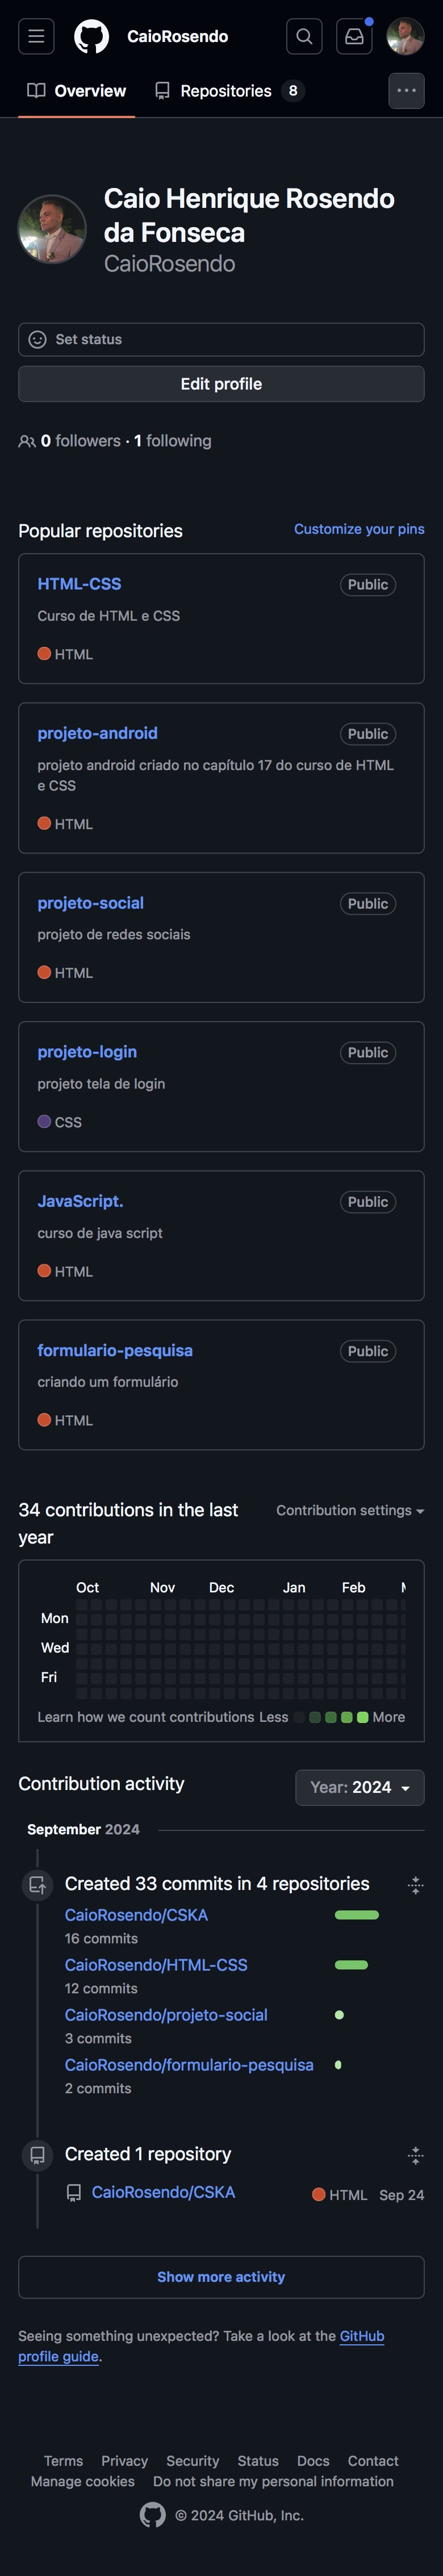 CaioRosendo
Overview
Repositories 8
Caio Henrique Rosendo
da Fonseca
CaioRosendo
Set status
Edit profile
0 followers · 1 following
Popular repositories
Customize your pins
HTML-CSS
Public
Curso de HTML e CSS
HTML
projeto-android
Public
projeto android criado no capítulo 17 do curso de HTML
e CSS
HTML
projeto-social
Public
projeto de redes sociais
HTML
projeto-login
Public
projeto tela de login
CSS
JavaScript.
Public
curso de java script
HTML
formulario-pesquisa
Public
criando um formulário
HTML
34 contributions in the last
year
Contribution settings
Oct Nov Dec Jan Feb
Mon
Wed
Fri
Learn how we count contributions Less More
Contribution activity
Year: 2024
September 2024
Created 33 commits in 4 repositories
CaioRosendo/CSKA
16 commits
CaioRosendo/HTML-CSS
12 commits
CaioRosendo/projeto-social
3 commits
CaioRosendo/formulario-pesquisa
2 commits
Created 1 repository
CaioRosendo/CSKA HTML Sep 24
Show more activity
Seeing something unexpected? Take a look at the GitHub
profile guide.
Terms Privacy Security Status Docs Contact
Manage cookies Do not share my personal information
© 2024 GitHub, Inc.